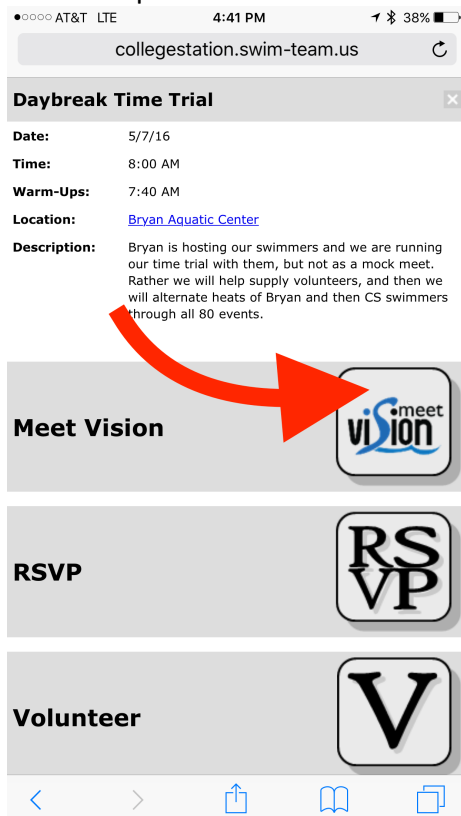 ●○○○○ AT&T LTE 4:41 PM 38%
collegestation.swim-team.us
Daybreak Time Trial
Date: 5/7/16
Time: 8:00 AM
Warm-Ups: 7:40 AM
Location: Bryan Aquatic Center
Description: Bryan is hosting our swimmers and we are running
our time trial with them, but not as a mock meet.
Rather we will help supply volunteers, and then we
will alternate heats of Bryan and then CS swimmers
through all 80 events.
Meet Vision
meet
vision
RSVP
RS
VP
Volunteer
V